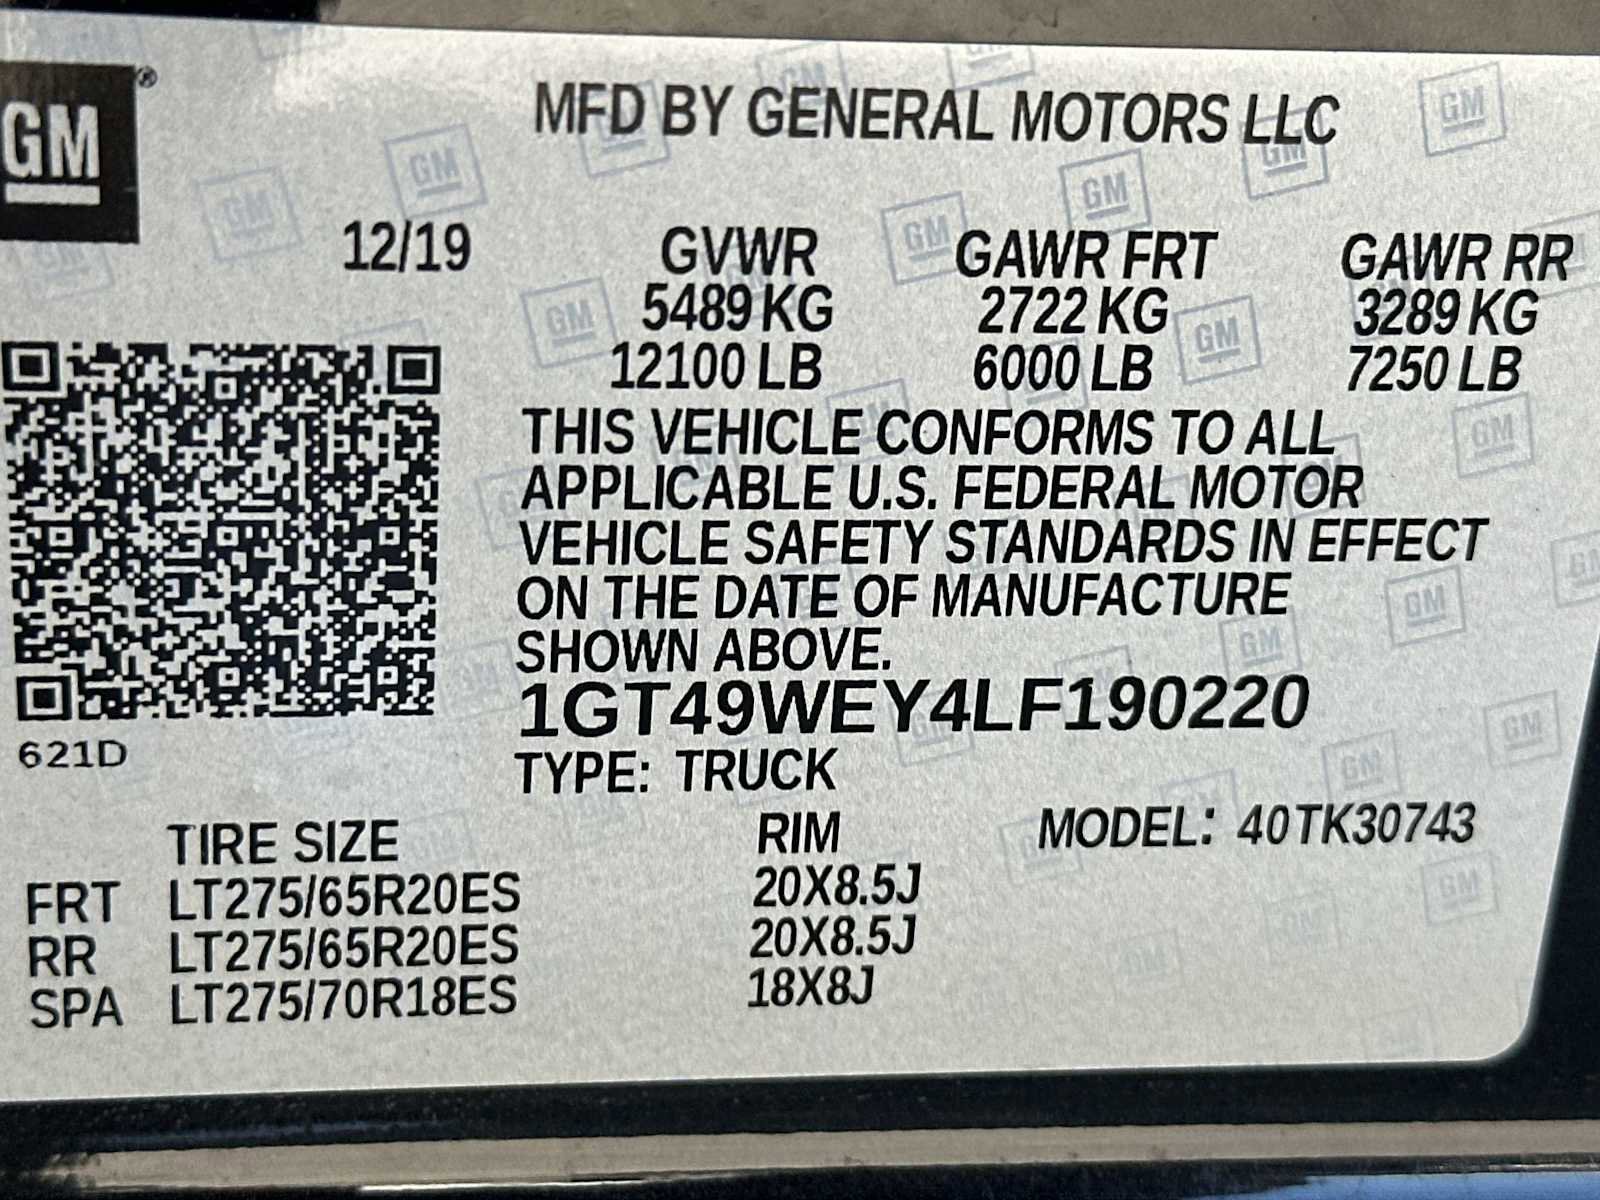 GM®
MFD BY GENERAL MOTORS LLC
12/19 GVWR GAWR FRT GAWR RR
5489 KG 2722 KG 3289 KG
12100 LB 6000 LB 7250 LB
THIS VEHICLE CONFORMS TO ALL
APPLICABLE U.S. FEDERAL MOTOR
VEHICLE SAFETY STANDARDS IN EFFECT
ON THE DATE OF MANUFACTURE
SHOWN ABOVE.
1GT49WEY4LF190220
621D
TYPE: TRUCK
TIRE SIZE RIM MODEL: 40TK30743
FRT LT275/65R20ES 20X8.5J
RR LT275/65R20ES 20X8.5J
SPA LT275/70R18ES 18X8J